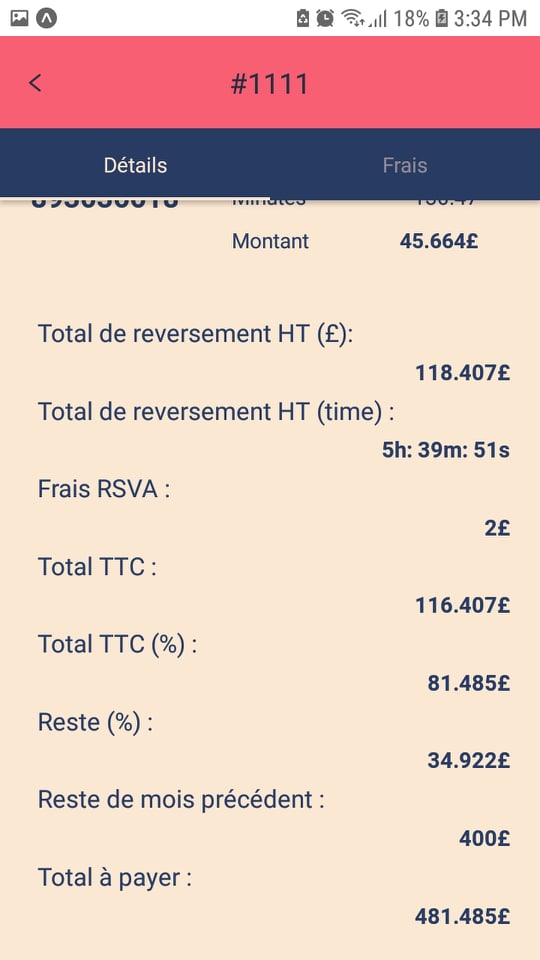 18% 3:34 PM
#1111
Détails Frais
Minutes
Montant 45.664£
Total de reversement HT (£):
118.407£
Total de reversement HT (time) :
5h: 39m: 51s
Frais RSVA :
2£
Total TTC :
116.407£
Total TTC (%) :
81.485£
Reste (%) :
34.922£
Reste de mois précédent :
400£
Total à payer :
481.485£